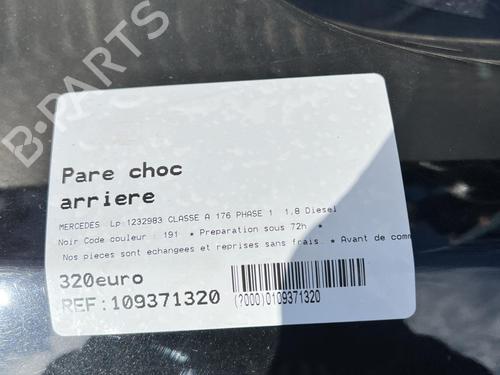 B-PARTS
Pare choc
arriere
MERCEDES Lp 1232983 CLASSE A 176 PHASE 1 1.8 Diesel
Noir Code couleur : 191 * Preparation sous 72h *
Nos pieces sont echangees et reprises sans frais. * Avant de comm
320euro
REF:109371320
(?000)0109371320